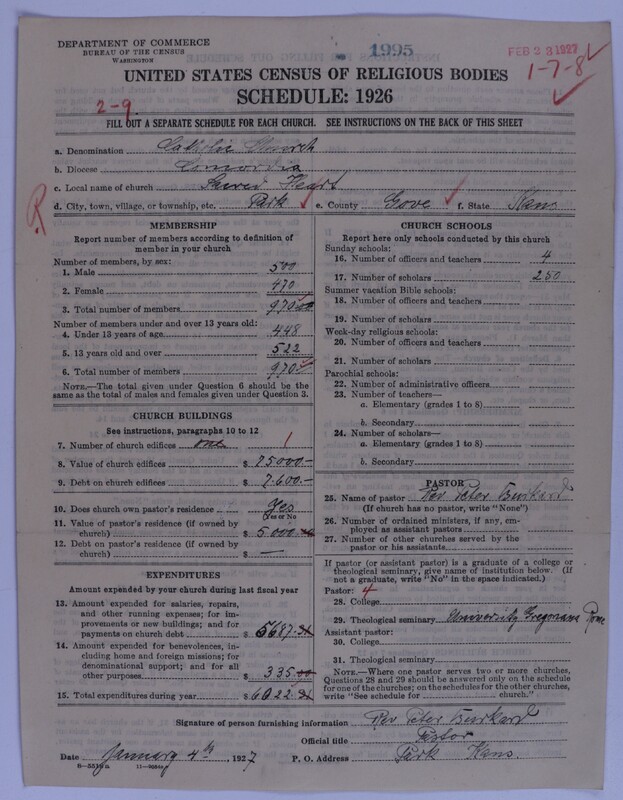 DEPARTMENT OF COMMERCE
BUREAU OF THE CENSUS
WASHINGTON
1995
FEB 23 1927
1-7-8
UNITED STATES CENSUS OF RELIGIOUS BODIES
SCHEDULE: 1926
2-9
FILL OUT A SEPARATE SCHEDULE FOR EACH CHURCH. SEE INSTRUCTIONS ON THE BACK OF THIS SHEET
a. Denomination Catholic Church
b. Diocese Concordia
c. Local name of church Sacred Heart
R
d. City, town, village, or township, etc. Park e. County Gove f. State Kans
MEMBERSHIP
Report number of members according to definition of
member in your church
Number of members, by sex:
1. Male 500
2. Female 470
3. Total number of members 970
Number of members under and over 13 years old:
4. Under 13 years of age 448
5. 13 years old and over 522
6. Total number of members 970
NOTE.—The total given under Question 6 should be the
same as the total of males and females given under Question 3.
CHURCH BUILDINGS
See instructions, paragraphs 10 to 12
7. Number of church edifices one 1
8. Value of church edifices $ 75000.-
9. Debt on church edifices $ 7.600.-
10. Does church own pastor's residence Yes
(Yes or No)
11. Value of pastor's residence (if owned by
church) $ 5.000
12. Debt on pastor's residence (if owned by
church) $ —
EXPENDITURES
Amount expended by your church during last fiscal year
13. Amount expended for salaries, repairs,
and other running expenses; for im-
provements or new buildings; and for
payments on church debt $ 5687.
14. Amount expended for benevolences, in-
cluding home and foreign missions; for
denominational support; and for all
other purposes $ 335.00
15. Total expenditures during year $ 6022.
CHURCH SCHOOLS
Report here only schools conducted by this church
Sunday schools:
16. Number of officers and teachers 4
17. Number of scholars 250
Summer vacation Bible schools:
18. Number of officers and teachers
19. Number of scholars
Week-day religious schools:
20. Number of officers and teachers
21. Number of scholars
Parochial schools:
22. Number of administrative officers
23. Number of teachers—
a. Elementary (grades 1 to 8)
b. Secondary
24. Number of scholars—
a. Elementary (grades 1 to 8)
b. Secondary
PASTOR
25. Name of pastor Rev Peter Burkard
(If church has no pastor, write "None")
26. Number of ordained ministers, if any, em-
ployed as assistant pastors
27. Number of other churches served by the
pastor or his assistants
If pastor (or assistant pastor) is a graduate of a college or
theological seminary, give name of institution below. (If
not a graduate, write "No" in the space indicated.)
Pastor: 4
28. College
29. Theological seminary University Gregoriana Rome
Assistant pastor:
30. College
31. Theological seminary
NOTE.—Where one pastor serves two or more churches,
Questions 28 and 29 should be answered only on the schedule
for one of the churches; on the schedules for the other churches,
write "See schedule for church."
Signature of person furnishing information Rev Peter Burkard
Official title Pastor
Date January 4th, 1927 P. O. Address Park Kans.